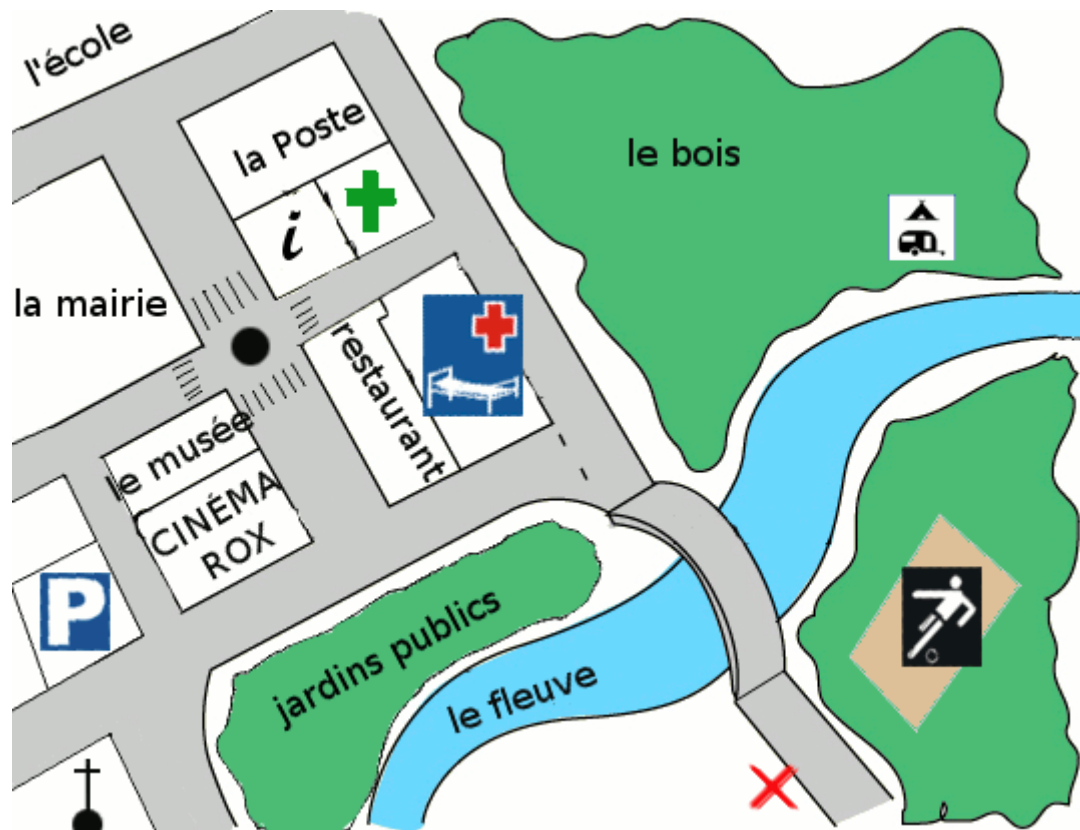 l'école
la Poste
le bois
i
la mairie
restaurant
le musée
CINÉMA
ROX
P
jardins publics
le fleuve